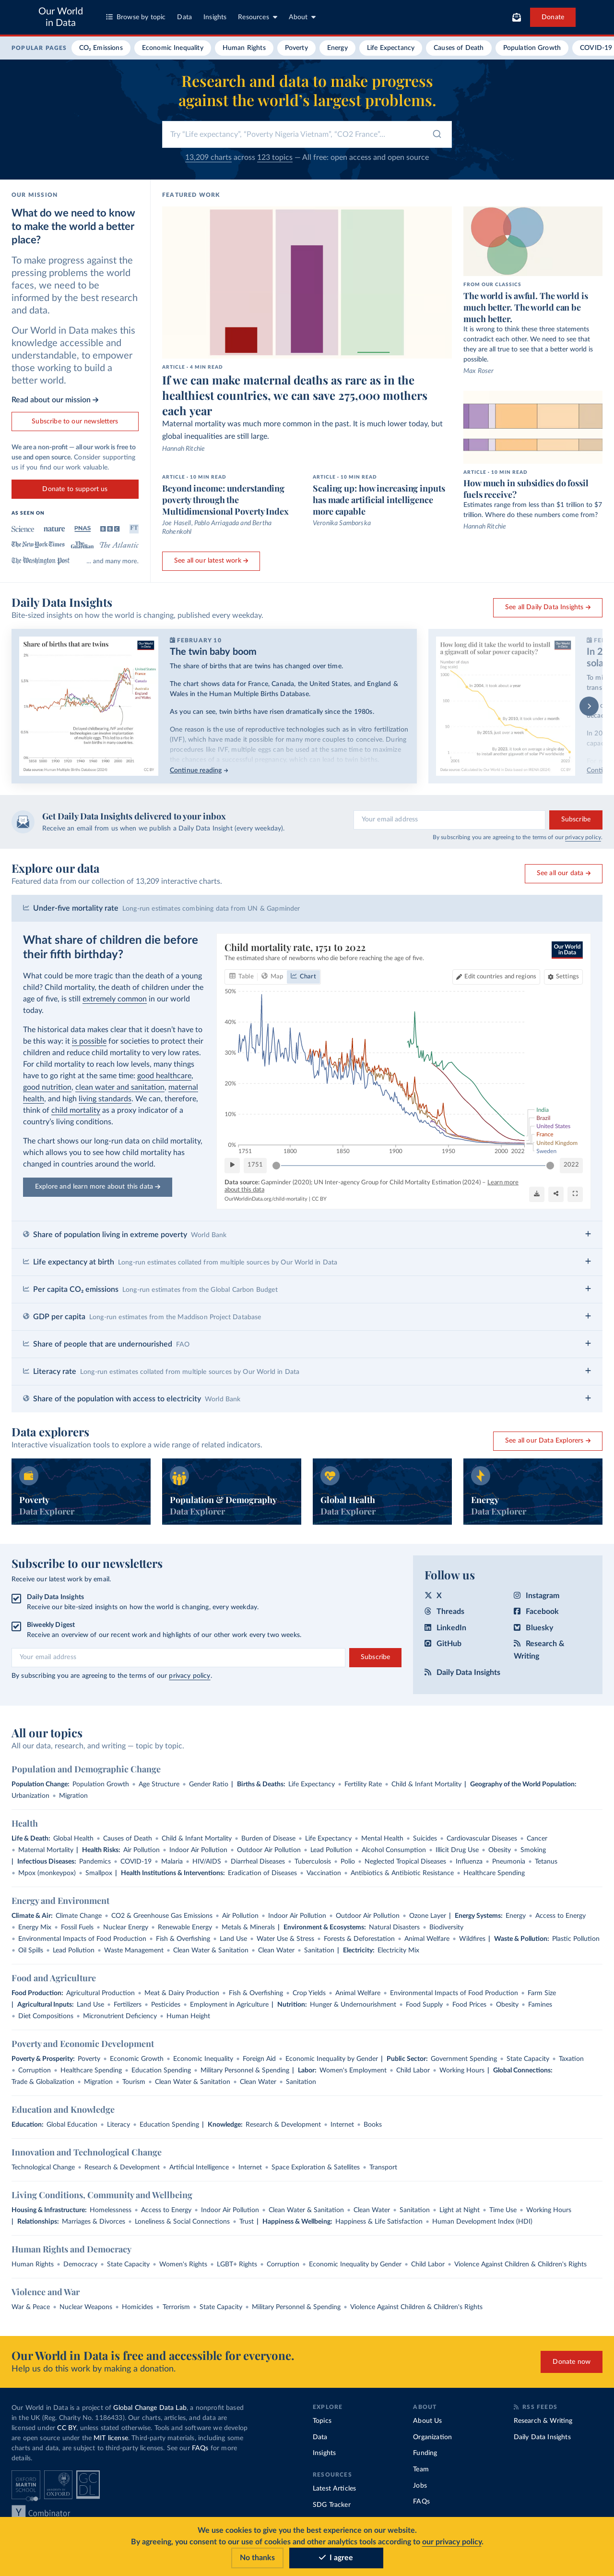 Our World
in Data
Browse by topic
Data
Insights
Resources
About
Donate
POPULAR PAGES
CO₂ Emissions
Economic Inequality
Human Rights
Poverty
Energy
Life Expectancy
Causes of Death
Population Growth
COVID-19
Research and data to make progress
against the world’s largest problems.
Try "Life expectancy", "Poverty Nigeria Vietnam", "CO2 France"...
13,209 charts across 123 topics — All free: open access and open source
OUR MISSION
What do we need to know
to make the world a better
place?
To make progress against the
pressing problems the world
faces, we need to be
informed by the best research
and data.
Our World in Data makes this
knowledge accessible and
understandable, to empower
those working to build a
better world.
Read about our mission →
Subscribe to our newsletters
We are a non-profit — all our work is free to
use and open source. Consider supporting
us if you find our work valuable.
Donate to support us
AS SEEN ON
Science
nature
PNAS
BBC
FT
The New York Times
The Guardian
The Atlantic
The Washington Post
... and many more.
FEATURED WORK
ARTICLE · 4 MIN READ
If we can make maternal deaths as rare as in the
healthiest countries, we can save 275,000 mothers
each year
Maternal mortality was much more common in the past. It is much lower today, but
global inequalities are still large.
Hannah Ritchie
ARTICLE · 10 MIN READ
Beyond income: understanding
poverty through the
Multidimensional Poverty Index
Joe Hasell, Pablo Arriagada and Bertha
Rohenkohl
ARTICLE · 10 MIN READ
Scaling up: how increasing inputs
has made artificial intelligence
more capable
Veronika Samborska
See all our latest work →
FROM OUR CLASSICS
The world is awful. The world is
much better. The world can be
much better.
It is wrong to think these three statements
contradict each other. We need to see that
they are all true to see that a better world is
possible.
Max Roser
ARTICLE · 10 MIN READ
How much in subsidies do fossil
fuels receive?
Estimates range from less than $1 trillion to $7
trillion. Where do these numbers come from?
Hannah Ritchie
Daily Data Insights
Bite-sized insights on how the world is changing, published every weekday.
See all Daily Data Insights →
Share of births that are twins
FEBRUARY 10
The twin baby boom
The share of births that are twins has changed over time.
The chart shows data for France, Canada, the United States, and England &
Wales in the Human Multiple Births Database.
As you can see, twin births have risen dramatically since the 1980s.
One reason is the use of reproductive technologies such as in vitro fertilization
(IVF), which have made it possible for many more couples to conceive. During
procedures like IVF, multiple eggs can be used at the same time to maximize
Continue reading →
How long did it take the world to install
a gigawatt of solar power capacity?
Get Daily Data Insights delivered to your inbox
Receive an email from us when we publish a Daily Data Insight (every weekday).
Your email address
Subscribe
By subscribing you are agreeing to the terms of our privacy policy.
Explore our data
Featured data from our collection of 13,209 interactive charts.
See all our data →
Under-five mortality rate Long-run estimates combining data from UN & Gapminder
What share of children die before
their fifth birthday?
What could be more tragic than the death of a young
child? Child mortality, the death of children under the
age of five, is still extremely common in our world
today.
The historical data makes clear that it doesn’t have to
be this way: it is possible for societies to protect their
children and reduce child mortality to very low rates.
For child mortality to reach low levels, many things
have to go right at the same time: good healthcare,
good nutrition, clean water and sanitation, maternal
health, and high living standards. We can, therefore,
think of child mortality as a proxy indicator of a
country’s living conditions.
The chart shows our long-run data on child mortality,
which allows you to see how child mortality has
changed in countries around the world.
Explore and learn more about this data →
Child mortality rate, 1751 to 2022
The estimated share of newborns who die before reaching the age of five.
Our World
in Data
Table
Map
Chart
Edit countries and regions
Settings
50%
40%
30%
20%
10%
0%
India
Brazil
United States
France
United Kingdom
Sweden
1751
1800
1850
1900
1950
2000
2022
1751
2022
Data source: Gapminder (2020); UN Inter-agency Group for Child Mortality Estimation (2024) – Learn more
about this data
OurWorldinData.org/child-mortality | CC BY
Share of population living in extreme poverty World Bank
Life expectancy at birth Long-run estimates collated from multiple sources by Our World in Data
Per capita CO₂ emissions Long-run estimates from the Global Carbon Budget
GDP per capita Long-run estimates from the Maddison Project Database
Share of people that are undernourished FAO
Literacy rate Long-run estimates collated from multiple sources by Our World in Data
Share of the population with access to electricity World Bank
Data explorers
Interactive visualization tools to explore a wide range of related indicators.
See all our Data Explorers →
Poverty
Data Explorer
Population & Demography
Data Explorer
Global Health
Data Explorer
Energy
Data Explorer
Subscribe to our newsletters
Receive our latest work by email.
Daily Data Insights
Receive our bite-sized insights on how the world is changing, every weekday.
Biweekly Digest
Receive an overview of our recent work and highlights of our other work every two weeks.
Your email address
Subscribe
By subscribing you are agreeing to the terms of our privacy policy.
Follow us
X
Instagram
Threads
Facebook
LinkedIn
Bluesky
GitHub
Research &
Writing
Daily Data Insights
All our topics
All our data, research, and writing — topic by topic.
Population and Demographic Change
Population Change: Population Growth • Age Structure • Gender Ratio | Births & Deaths: Life Expectancy • Fertility Rate • Child & Infant Mortality | Geography of the World Population:
Urbanization • Migration
Health
Life & Death: Global Health • Causes of Death • Child & Infant Mortality • Burden of Disease • Life Expectancy • Mental Health • Suicides • Cardiovascular Diseases • Cancer
• Maternal Mortality | Health Risks: Air Pollution • Indoor Air Pollution • Outdoor Air Pollution • Lead Pollution • Alcohol Consumption • Illicit Drug Use • Obesity • Smoking
| Infectious Diseases: Pandemics • COVID-19 • Malaria • HIV/AIDS • Diarrheal Diseases • Tuberculosis • Polio • Neglected Tropical Diseases • Influenza • Pneumonia • Tetanus
• Mpox (monkeypox) • Smallpox | Health Institutions & Interventions: Eradication of Diseases • Vaccination • Antibiotics & Antibiotic Resistance • Healthcare Spending
Energy and Environment
Climate & Air: Climate Change • CO2 & Greenhouse Gas Emissions • Air Pollution • Indoor Air Pollution • Outdoor Air Pollution • Ozone Layer | Energy Systems: Energy • Access to Energy
• Energy Mix • Fossil Fuels • Nuclear Energy • Renewable Energy • Metals & Minerals | Environment & Ecosystems: Natural Disasters • Biodiversity
• Environmental Impacts of Food Production • Fish & Overfishing • Land Use • Water Use & Stress • Forests & Deforestation • Animal Welfare • Wildfires | Waste & Pollution: Plastic Pollution
• Oil Spills • Lead Pollution • Waste Management • Clean Water & Sanitation • Clean Water • Sanitation | Electricity: Electricity Mix
Food and Agriculture
Food Production: Agricultural Production • Meat & Dairy Production • Fish & Overfishing • Crop Yields • Animal Welfare • Environmental Impacts of Food Production • Farm Size
| Agricultural Inputs: Land Use • Fertilizers • Pesticides • Employment in Agriculture | Nutrition: Hunger & Undernourishment • Food Supply • Food Prices • Obesity • Famines
• Diet Compositions • Micronutrient Deficiency • Human Height
Poverty and Economic Development
Poverty & Prosperity: Poverty • Economic Growth • Economic Inequality • Foreign Aid • Economic Inequality by Gender | Public Sector: Government Spending • State Capacity • Taxation
• Corruption • Healthcare Spending • Education Spending • Military Personnel & Spending | Labor: Women’s Employment • Child Labor • Working Hours | Global Connections:
Trade & Globalization • Migration • Tourism • Clean Water & Sanitation • Clean Water • Sanitation
Education and Knowledge
Education: Global Education • Literacy • Education Spending | Knowledge: Research & Development • Internet • Books
Innovation and Technological Change
Technological Change • Research & Development • Artificial Intelligence • Internet • Space Exploration & Satellites • Transport
Living Conditions, Community and Wellbeing
Housing & Infrastructure: Homelessness • Access to Energy • Indoor Air Pollution • Clean Water & Sanitation • Clean Water • Sanitation • Light at Night • Time Use • Working Hours
| Relationships: Marriages & Divorces • Loneliness & Social Connections • Trust | Happiness & Wellbeing: Happiness & Life Satisfaction • Human Development Index (HDI)
Human Rights and Democracy
Human Rights • Democracy • State Capacity • Women’s Rights • LGBT+ Rights • Corruption • Economic Inequality by Gender • Child Labor • Violence Against Children & Children’s Rights
Violence and War
War & Peace • Nuclear Weapons • Homicides • Terrorism • State Capacity • Military Personnel & Spending • Violence Against Children & Children’s Rights
Our World in Data is free and accessible for everyone.
Help us do this work by making a donation.
Donate now
Our World in Data is a project of Global Change Data Lab, a nonprofit based
in the UK (Reg. Charity No. 1186433). Our charts, articles, and data are
licensed under CC BY, unless stated otherwise. Tools and software we develop
are open source under the MIT license. Third-party materials, including some
charts and data, are subject to third-party licenses. See our FAQs for more
details.
OXFORD
MARTIN
SCHOOL
UNIVERSITY OF
OXFORD
GC
DL
Y Combinator
EXPLORE
Topics
Data
Insights
RESOURCES
Latest Articles
SDG Tracker
ABOUT
About Us
Organization
Funding
Team
Jobs
FAQs
RSS FEEDS
Research & Writing
Daily Data Insights
We use cookies to give you the best experience on our website.
By agreeing, you consent to our use of cookies and other analytics tools according to our privacy policy.
No thanks
I agree